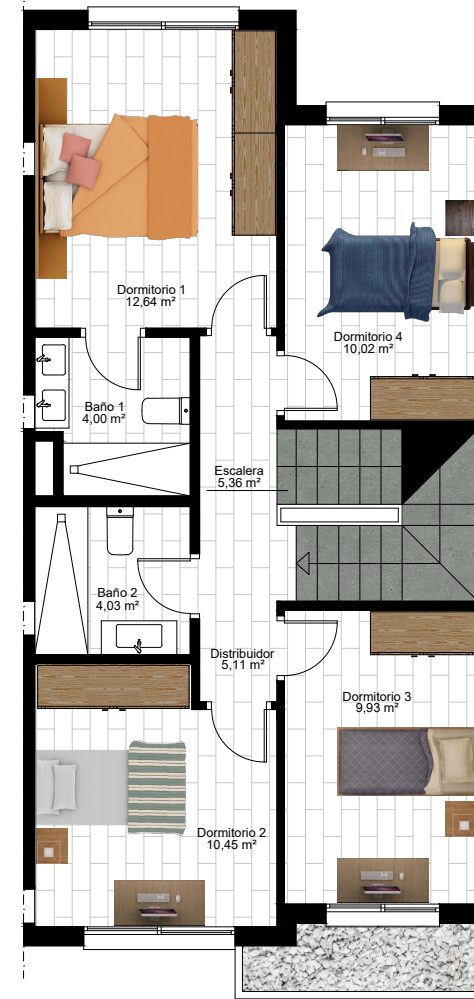 Dormitorio 1
12,64 m²
Dormitorio 4
10,02 m²
Baño 1
4,00 m²
Escalera
5,36 m²
Baño 2
4,03 m²
Distribuidor
5,11 m²
Dormitorio 3
9,93 m²
Dormitorio 2
10,45 m²